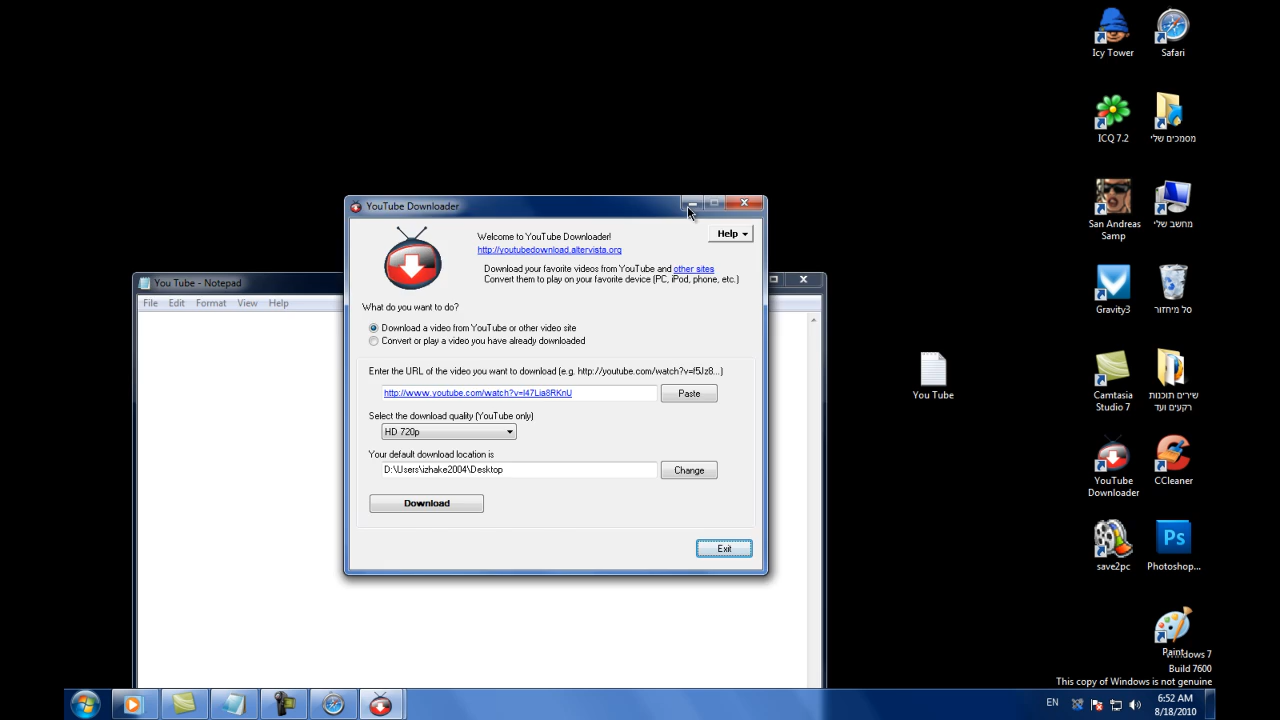 Icy Tower
Safari
ICQ 7.2
מסמכים שלי
San Andreas
Samp
מחשב שלי
Gravity3
סל מיחזור
You Tube
Camtasia
Studio 7
שירים תוכנות
רקעים ועד
YouTube
Downloader
CCleaner
save2pc
Photoshop...
Paint
YouTube Downloader
Welcome to YouTube Downloader!
http://youtubedownload.altervista.org
Help
Download your favorite videos from YouTube and other sites
Convert them to play on your favorite device (PC, iPod, phone, etc.)
What do you want to do?
Download a video from YouTube or other video site
Convert or play a video you have already downloaded
Enter the URL of the video you want to download (e.g. http://youtube.com/watch?v=I5Jz8...)
http://www.youtube.com/watch?v=I47Lia8RKnU
Paste
Select the download quality (YouTube only)
HD 720p
Your default download location is
D:\Users\izhake2004\Desktop
Change
Download
Exit
You Tube - Notepad
File Edit Format View Help
Windows 7
Build 7600
This copy of Windows is not genuine
EN
6:52 AM
8/18/2010